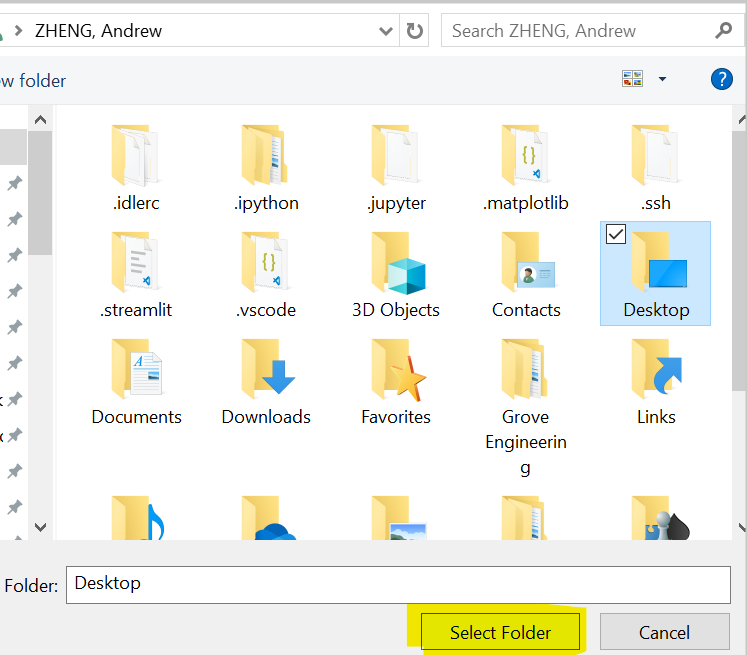 ZHENG, Andrew
Search ZHENG, Andrew
w folder
?
.idlerc
.ipython
.jupyter
.matplotlib
.ssh
.streamlit
.vscode
3D Objects
Contacts
Desktop
Documents
Downloads
Favorites
Grove
Engineerin
g
Links
Folder:
Desktop
Select Folder
Cancel